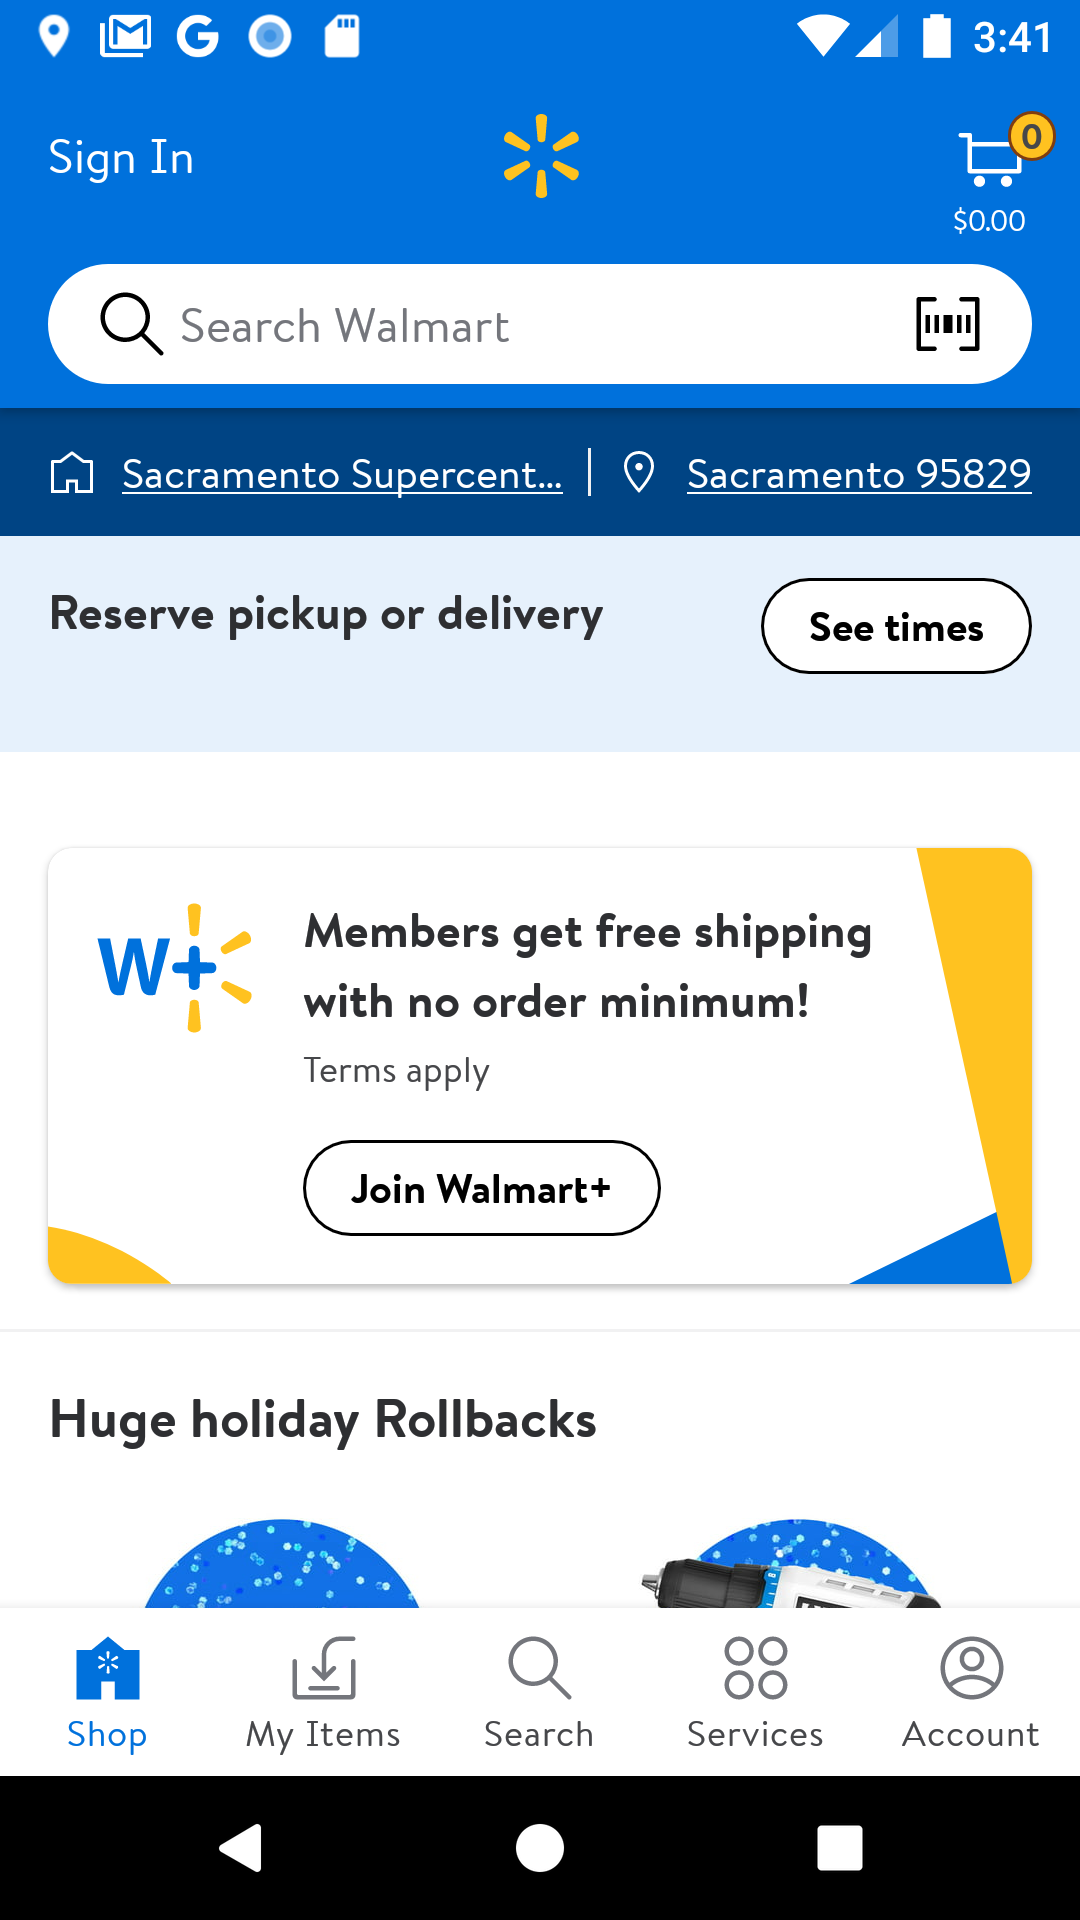 3:41
Sign In
0
$0.00
Search Walmart
Sacramento Supercent...
Sacramento 95829
Reserve pickup or delivery
See times
W+
Members get free shipping
with no order minimum!
Terms apply
Join Walmart+
Huge holiday Rollbacks
Shop
My Items
Search
Services
Account